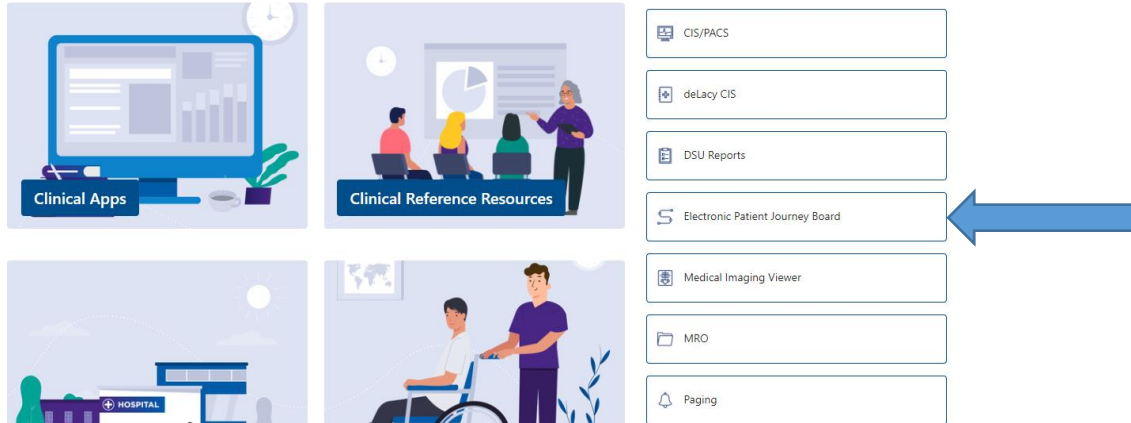 Clinical Apps
Clinical Reference Resources
HOSPITAL
CIS/PACS
deLacy CIS
DSU Reports
Electronic Patient Journey Board
Medical Imaging Viewer
MRO
Paging